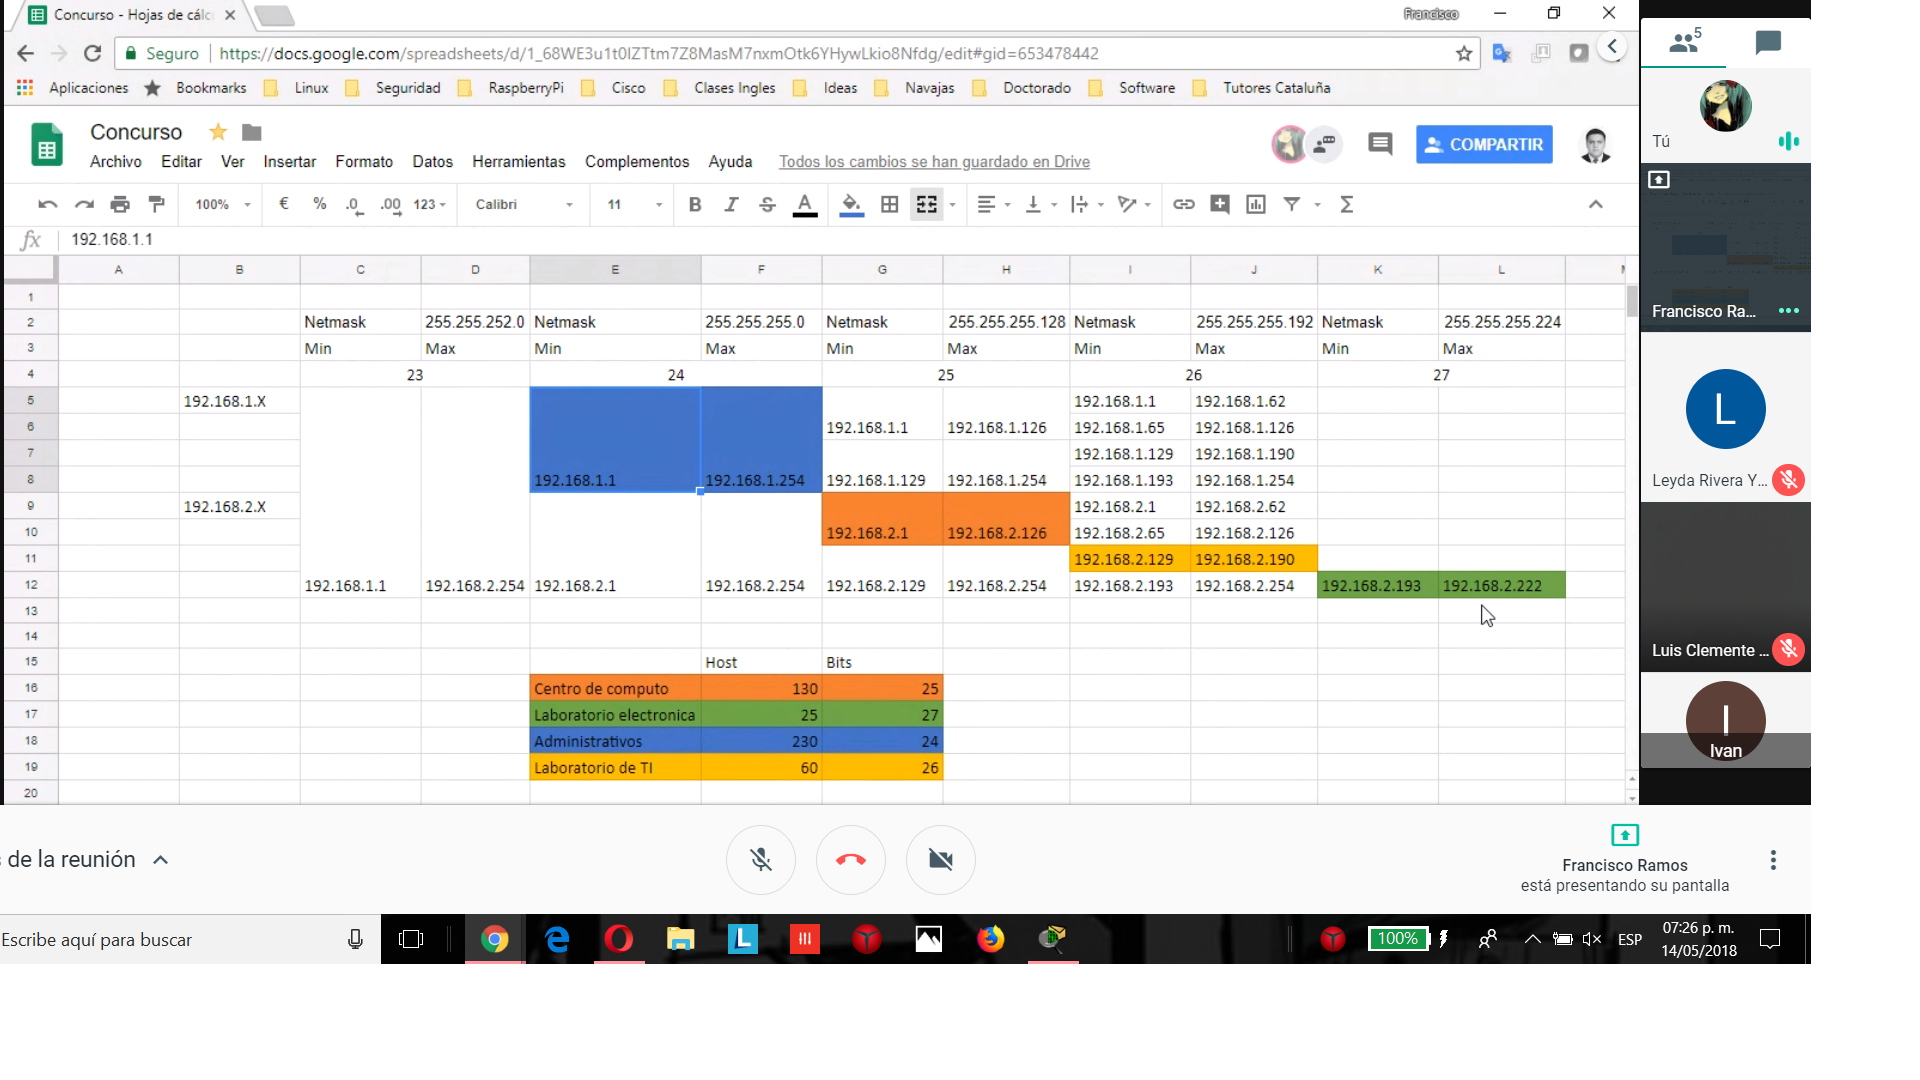 Concurso - Hojas de cálc
Francisco
Seguro
https://docs.google.com/spreadsheets/d/1_68WE3u1t0IZTtm7Z8MasM7nxmOtk6YHywLkio8Nfdg/edit#gid=653478442
Aplicaciones Bookmarks Linux Seguridad RaspberryPi Cisco Clases Ingles Ideas Navajas Doctorado Software Tutores Cataluña
Concurso
COMPARTIR
Archivo Editar Ver Insertar Formato Datos Herramientas Complementos Ayuda Todos los cambios se han guardado en Drive
100% € % .0 .00 123 Calibri 11 B I S A Σ
fx 192.168.1.1
A B C D E F G H I J K L
1
2 Netmask 255.255.252.0 Netmask 255.255.255.0 Netmask 255.255.255.128 Netmask 255.255.255.192 Netmask 255.255.255.224
3 Min Max Min Max Min Max Min Max Min Max
4 23 24 25 26 27
5 192.168.1.X 192.168.1.1 192.168.1.62
6 192.168.1.1 192.168.1.126 192.168.1.65 192.168.1.126
7 192.168.1.129 192.168.1.190
8 192.168.1.1 192.168.1.254 192.168.1.129 192.168.1.254 192.168.1.193 192.168.1.254
9 192.168.2.X 192.168.2.1 192.168.2.62
10 192.168.2.1 192.168.2.126 192.168.2.65 192.168.2.126
11 192.168.2.129 192.168.2.190
12 192.168.1.1 192.168.2.254 192.168.2.1 192.168.2.254 192.168.2.129 192.168.2.254 192.168.2.193 192.168.2.254 192.168.2.193 192.168.2.222
13
14
15 Host Bits
16 Centro de computo 130 25
17 Laboratorio electronica 25 27
18 Administrativos 230 24
19 Laboratorio de TI 60 26
20
5
Tú
Francisco Ra...
L
Leyda Rivera Y...
Luis Clemente ...
I
Ivan
de la reunión
Francisco Ramos
está presentando su pantalla
Escribe aquí para buscar
L
100%
ESP
07:26 p. m.
14/05/2018